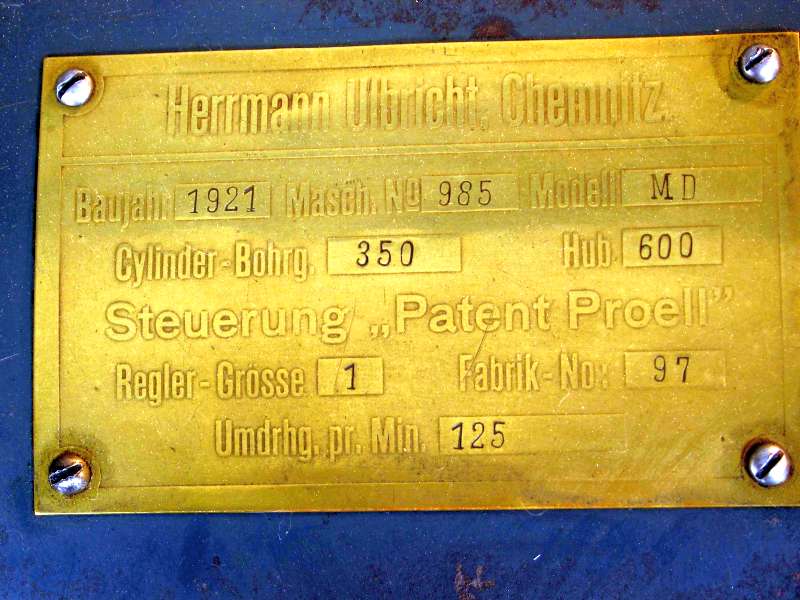 Herrmann Ulbricht, Chemnitz.
Baujahr 1921 Masch. No 985 Modell MD
Cylinder-Bohrg. 350 Hub 600
Steuerung „Patent Proell”
Regler-Grösse 1 Fabrik-No: 97
Umdrhg. pr. Min. 125